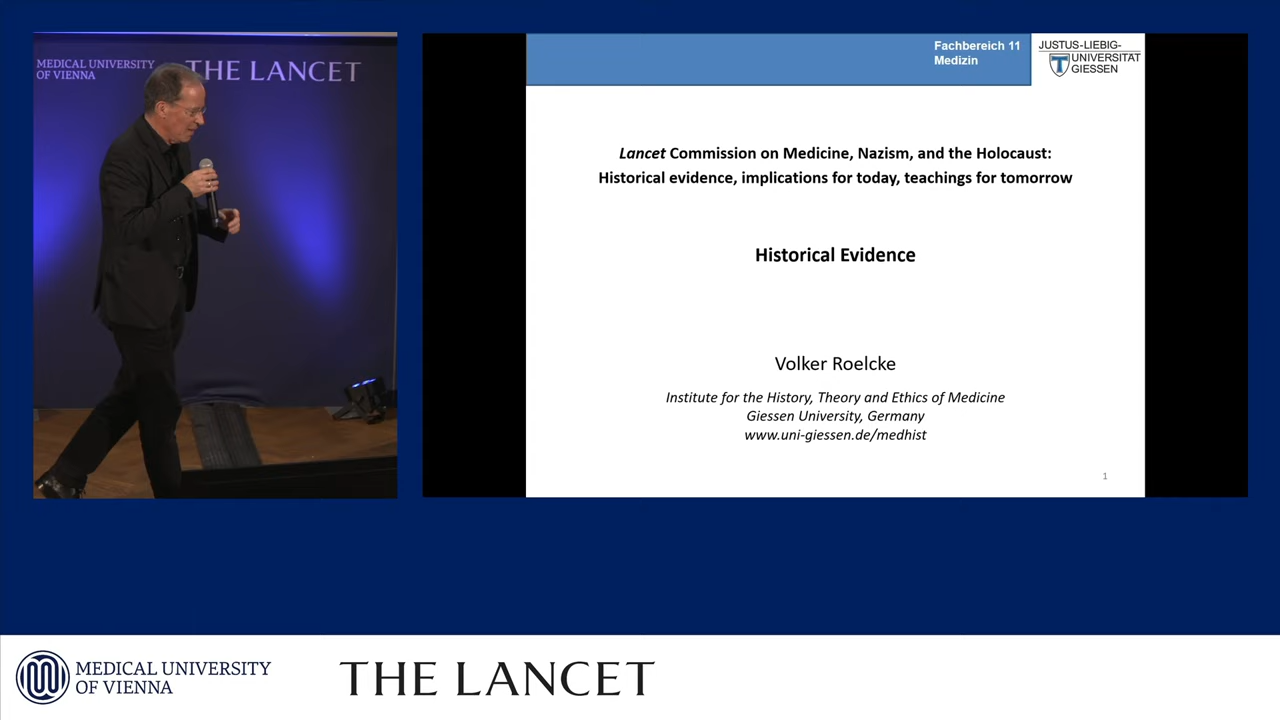 MEDICAL UNIVERSITY
OF VIENNA
THE LANCET
Fachbereich 11
Medizin
JUSTUS-LIEBIG-
UNIVERSITAT
GIESSEN
Lancet Commission on Medicine, Nazism, and the Holocaust:
Historical evidence, implications for today, teachings for tomorrow
Historical Evidence
Volker Roelcke
Institute for the History, Theory and Ethics of Medicine
Giessen University, Germany
www.uni-giessen.de/medhist
1
MEDICAL UNIVERSITY
OF VIENNA
THE LANCET